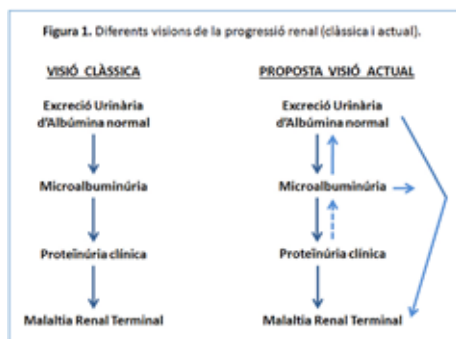 Figura 1. Diferents visions de la progressió renal (clàssica i actual).
VISIÓ CLÀSSICA
Excreció Urinària
d'Albúmina normal
Microalbuminúria
Proteïnúria clínica
Malaltia Renal Terminal
PROPOSTA VISIÓ ACTUAL
Excreció Urinària
d'Albúmina normal
Microalbuminúria
Proteïnúria clínica
Malaltia Renal Terminal